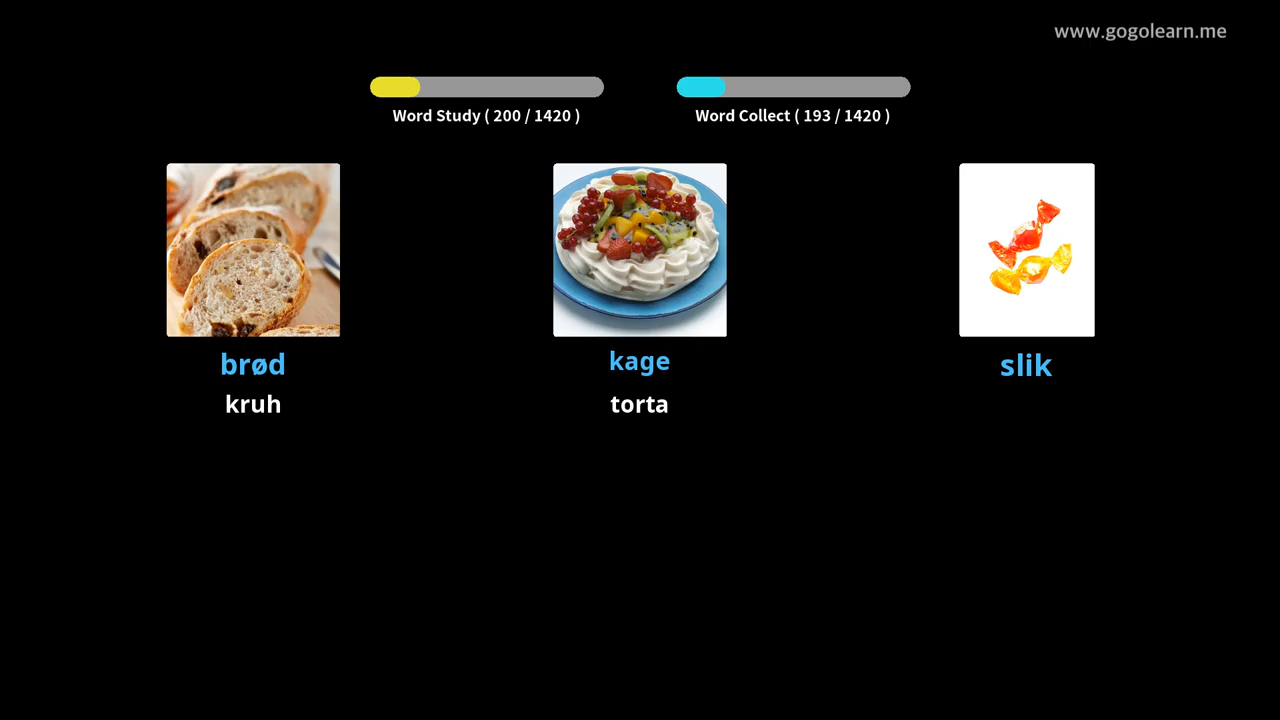 www.gogolearn.me
Word Study ( 200 / 1420 )
Word Collect ( 193 / 1420 )
brød
kruh
kage
torta
slik